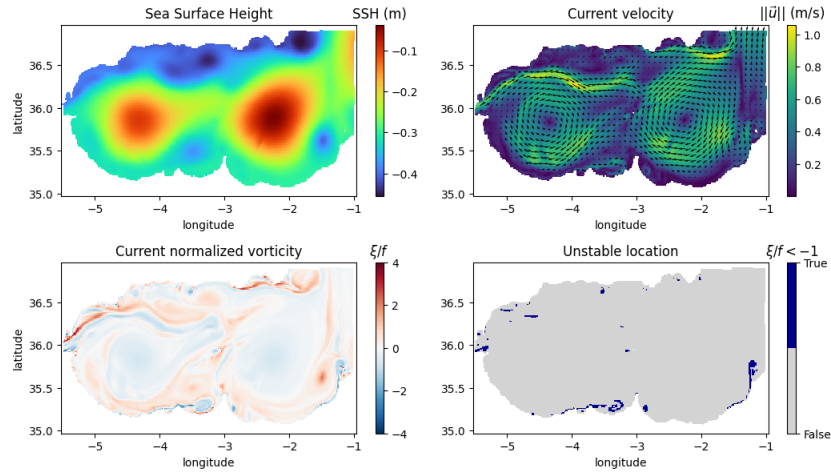 Sea Surface Height
SSH (m)
36.5
36.0
35.5
35.0
latitude
−5
−4
−3
−2
−1
longitude
−0.1
−0.2
−0.3
−0.4
Current velocity
||u⃗|| (m/s)
36.5
36.0
35.5
35.0
latitude
−5
−4
−3
−2
−1
longitude
1.0
0.8
0.6
0.4
0.2
Current normalized vorticity
ξ/f
36.5
36.0
35.5
35.0
latitude
−5
−4
−3
−2
−1
longitude
4
2
0
−2
−4
Unstable location
ξ/f < −1
36.5
36.0
35.5
35.0
latitude
−5
−4
−3
−2
−1
longitude
True
False